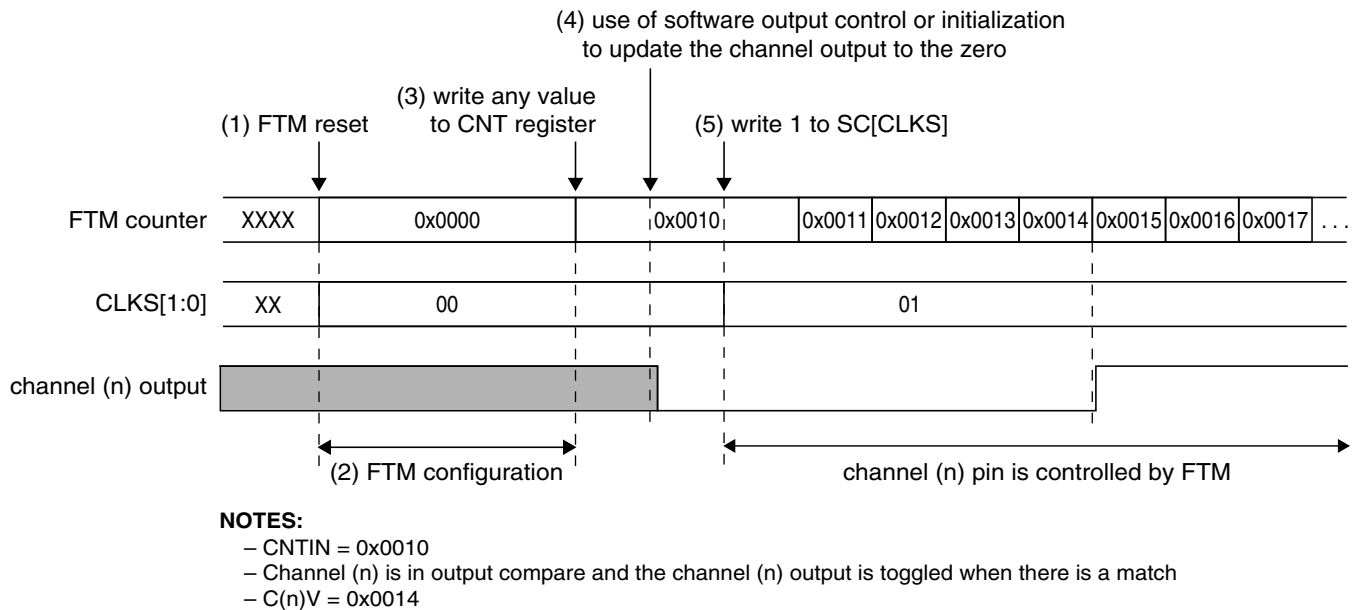 (4) use of software output control or initialization
to update the channel output to the zero
(3) write any value
to CNT register
(1) FTM reset
(5) write 1 to SC[CLKS]
FTM counter XXXX 0x0000 0x0010 0x0011 0x0012 0x0013 0x0014 0x0015 0x0016 0x0017 . . .
CLKS[1:0] XX 00 01
channel (n) output
(2) FTM configuration
channel (n) pin is controlled by FTM
NOTES:
– CNTIN = 0x0010
– Channel (n) is in output compare and the channel (n) output is toggled when there is a match
– C(n)V = 0x0014